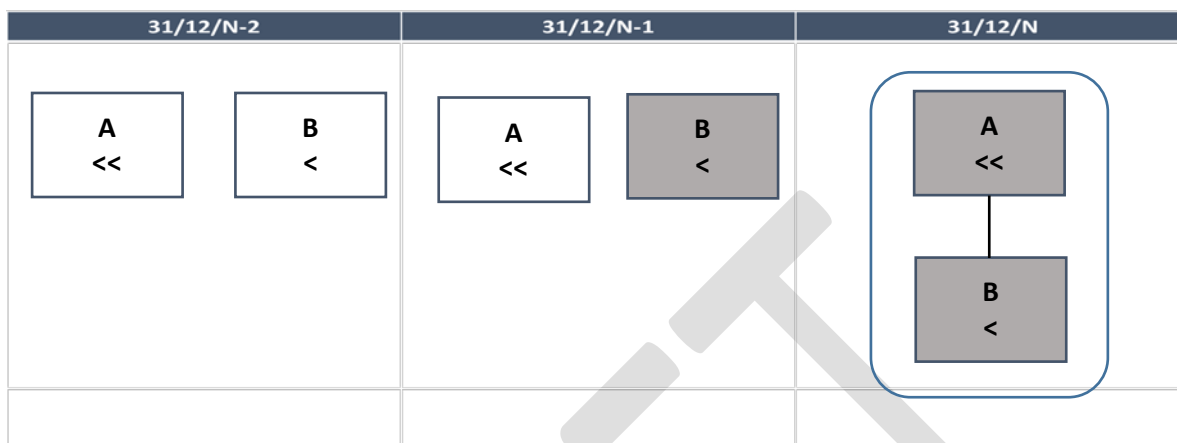 31/12/N-2 31/12/N-1 31/12/N
A B A B A
<< < << < <<
B
<